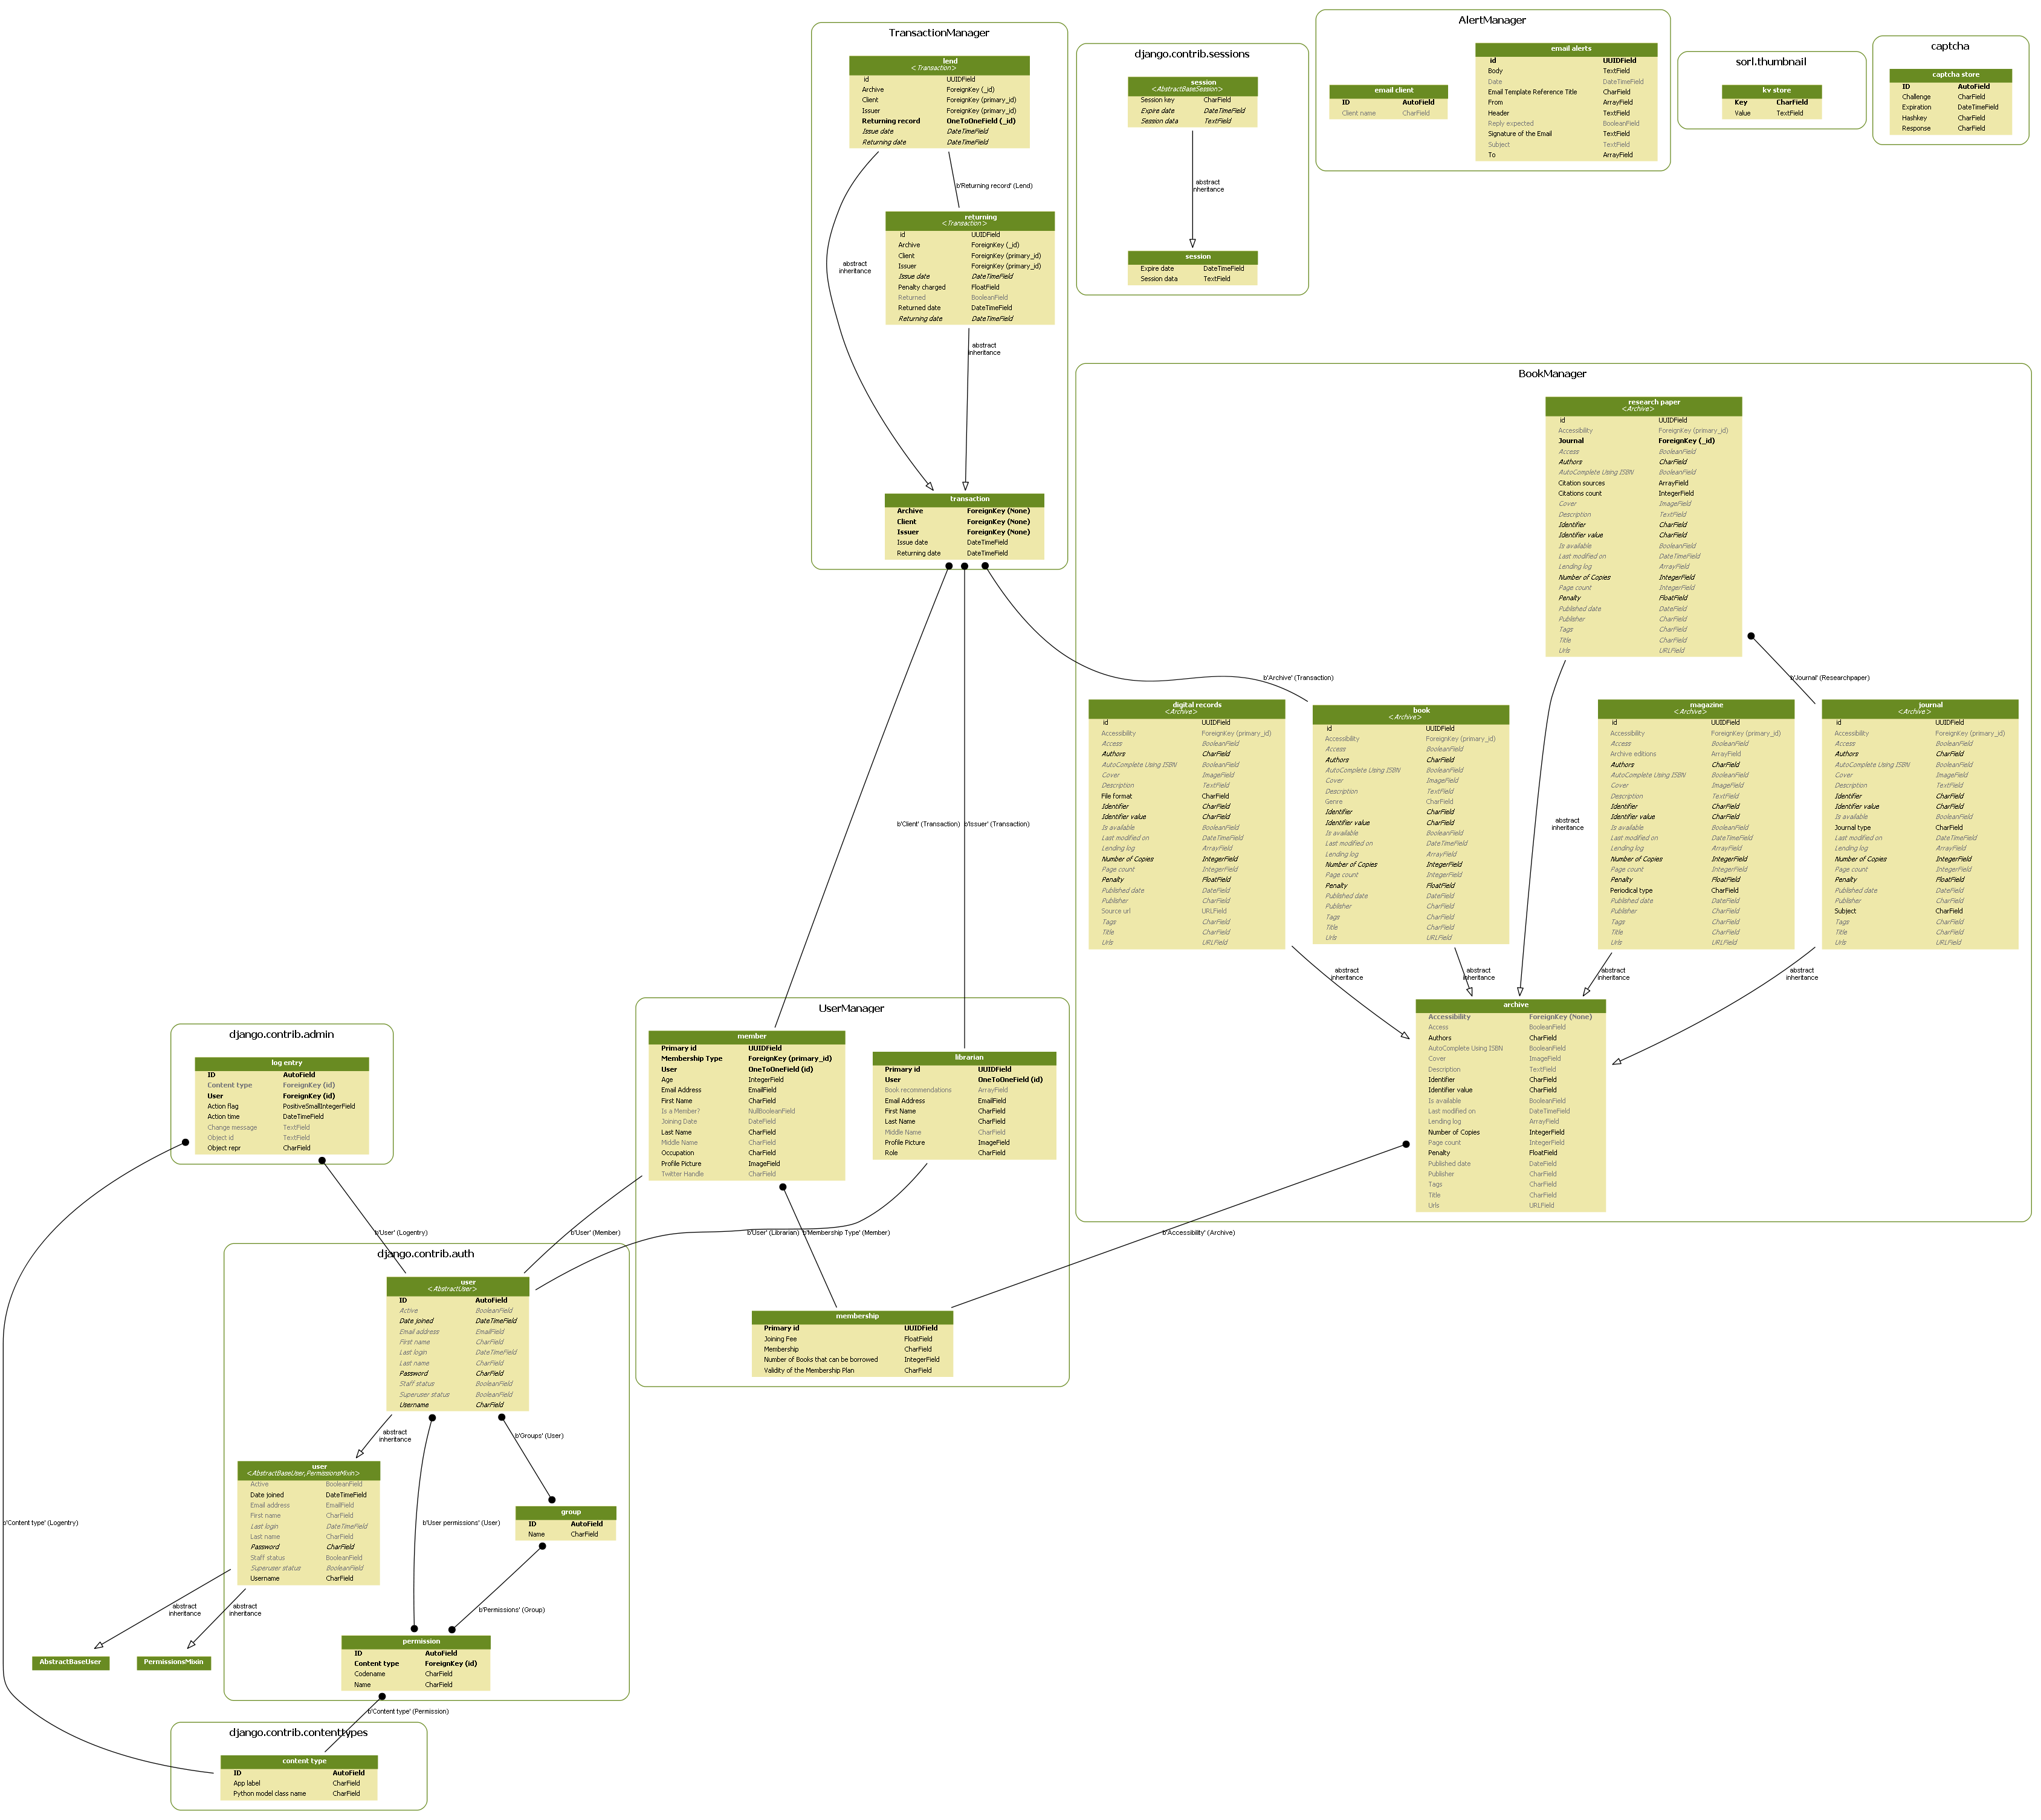 TransactionManager
lend
<Transaction>
id UUIDField
Archive ForeignKey (_id)
Client ForeignKey (primary_id)
Issuer ForeignKey (primary_id)
Returning record OneToOneField (_id)
Issue date DateTimeField
Returning date DateTimeField
b'Returning record' (Lend)
abstract
inheritance
returning
<Transaction>
id UUIDField
Archive ForeignKey (_id)
Client ForeignKey (primary_id)
Issuer ForeignKey (primary_id)
Issue date DateTimeField
Penalty charged FloatField
Returned BooleanField
Returned date DateTimeField
Returning date DateTimeField
abstract
inheritance
transaction
Archive ForeignKey (None)
Client ForeignKey (None)
Issuer ForeignKey (None)
Issue date DateTimeField
Returning date DateTimeField
django.contrib.sessions
session
<AbstractBaseSession>
Session key CharField
Expire date DateTimeField
Session data TextField
abstract
inheritance
session
Expire date DateTimeField
Session data TextField
AlertManager
email client
ID AutoField
Client name CharField
email alerts
id UUIDField
Body TextField
Date DateTimeField
Email Template Reference Title CharField
From ArrayField
Header TextField
Reply expected BooleanField
Signature of the Email TextField
Subject TextField
To ArrayField
sorl.thumbnail
kv store
Key CharField
Value TextField
captcha
captcha store
ID AutoField
Challenge CharField
Expiration DateTimeField
Hashkey CharField
Response CharField
BookManager
research paper
<Archive>
id UUIDField
Accessibility ForeignKey (primary_id)
Journal ForeignKey (_id)
Access BooleanField
Authors CharField
AutoComplete Using ISBN BooleanField
Citation sources ArrayField
Citations count IntegerField
Cover ImageField
Description TextField
Identifier CharField
Identifier value CharField
Is available BooleanField
Last modified on DateTimeField
Lending log ArrayField
Number of Copies IntegerField
Page count IntegerField
Penalty FloatField
Published date DateField
Publisher CharField
Tags CharField
Title CharField
Urls URLField
b'Archive' (Transaction)
b'Journal' (Researchpaper)
digital records
<Archive>
id UUIDField
Accessibility ForeignKey (primary_id)
Access BooleanField
Authors CharField
AutoComplete Using ISBN BooleanField
Cover ImageField
Description TextField
File format CharField
Identifier CharField
Identifier value CharField
Is available BooleanField
Last modified on DateTimeField
Lending log ArrayField
Number of Copies IntegerField
Page count IntegerField
Penalty FloatField
Published date DateField
Publisher CharField
Source url URLField
Tags CharField
Title CharField
Urls URLField
book
<Archive>
id UUIDField
Accessibility ForeignKey (primary_id)
Access BooleanField
Authors CharField
AutoComplete Using ISBN BooleanField
Cover ImageField
Description TextField
Genre CharField
Identifier CharField
Identifier value CharField
Is available BooleanField
Last modified on DateTimeField
Lending log ArrayField
Number of Copies IntegerField
Page count IntegerField
Penalty FloatField
Published date DateField
Publisher CharField
Tags CharField
Title CharField
Urls URLField
magazine
<Archive>
id UUIDField
Accessibility ForeignKey (primary_id)
Access BooleanField
Archive editions ArrayField
Authors CharField
AutoComplete Using ISBN BooleanField
Cover ImageField
Description TextField
Identifier CharField
Identifier value CharField
Is available BooleanField
Last modified on DateTimeField
Lending log ArrayField
Number of Copies IntegerField
Page count IntegerField
Penalty FloatField
Periodical type CharField
Published date DateField
Publisher CharField
Tags CharField
Title CharField
Urls URLField
journal
<Archive>
id UUIDField
Accessibility ForeignKey (primary_id)
Access BooleanField
Authors CharField
AutoComplete Using ISBN BooleanField
Cover ImageField
Description TextField
Identifier CharField
Identifier value CharField
Is available BooleanField
Journal type CharField
Last modified on DateTimeField
Lending log ArrayField
Number of Copies IntegerField
Page count IntegerField
Penalty FloatField
Published date DateField
Publisher CharField
Subject CharField
Tags CharField
Title CharField
Urls URLField
abstract
inheritance
abstract
inheritance
abstract
inheritance
abstract
inheritance
abstract
inheritance
archive
Accessibility ForeignKey (None)
Access BooleanField
Authors CharField
AutoComplete Using ISBN BooleanField
Cover ImageField
Description TextField
Identifier CharField
Identifier value CharField
Is available BooleanField
Last modified on DateTimeField
Lending log ArrayField
Number of Copies IntegerField
Page count IntegerField
Penalty FloatField
Published date DateField
Publisher CharField
Tags CharField
Title CharField
Urls URLField
b'Client' (Transaction) b'Issuer' (Transaction)
UserManager
member
Primary id UUIDField
Membership Type ForeignKey (primary_id)
User OneToOneField (id)
Age IntegerField
Email Address EmailField
First Name CharField
Is a Member? NullBooleanField
Joining Date DateField
Last Name CharField
Middle Name CharField
Occupation CharField
Profile Picture ImageField
Twitter Handle CharField
librarian
Primary id UUIDField
User OneToOneField (id)
Book recommendations ArrayField
Email Address EmailField
First Name CharField
Last Name CharField
Middle Name CharField
Profile Picture ImageField
Role CharField
django.contrib.admin
log entry
ID AutoField
Content type ForeignKey (id)
User ForeignKey (id)
Action flag PositiveSmallIntegerField
Action time DateTimeField
Change message TextField
Object id TextField
Object repr CharField
b'User' (Logentry)
b'User' (Member)
b'User' (Librarian)
b'Membership Type' (Member)
b'Accessibility' (Archive)
membership
Primary id UUIDField
Joining Fee FloatField
Membership CharField
Number of Books that can be borrowed IntegerField
Validity of the Membership Plan CharField
django.contrib.auth
user
<AbstractUser>
ID AutoField
Active BooleanField
Date joined DateTimeField
Email address EmailField
First name CharField
Last login DateTimeField
Last name CharField
Password CharField
Staff status BooleanField
Superuser status BooleanField
Username CharField
abstract
inheritance
b'Groups' (User)
user
<AbstractBaseUser,PermissionsMixin>
Active BooleanField
Date joined DateTimeField
Email address EmailField
First name CharField
Last login DateTimeField
Last name CharField
Password CharField
Staff status BooleanField
Superuser status BooleanField
Username CharField
b'User permissions' (User)
group
ID AutoField
Name CharField
b'Content type' (Logentry)
abstract
inheritance
abstract
inheritance
b'Permissions' (Group)
AbstractBaseUser
PermissionsMixin
permission
ID AutoField
Content type ForeignKey (id)
Codename CharField
Name CharField
b'Content type' (Permission)
django.contrib.contenttypes
content type
ID AutoField
App label CharField
Python model class name CharField